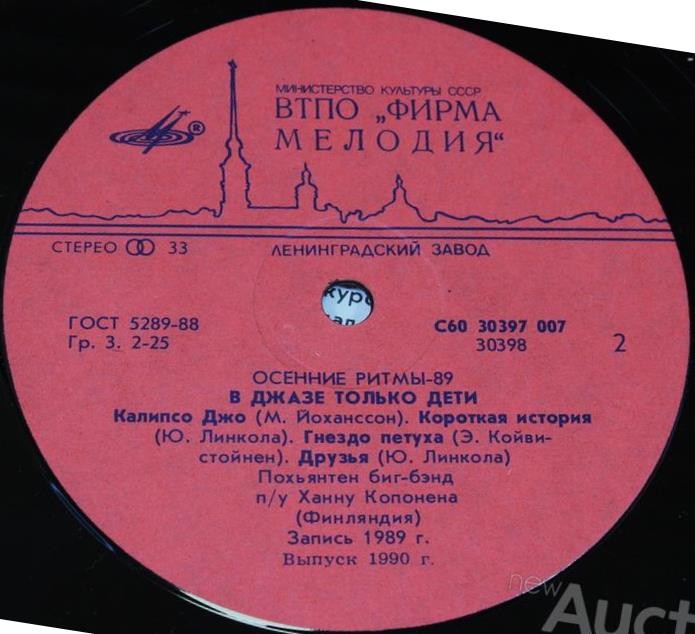 МИНИСТЕРСТВО КУЛЬТУРЫ СССР
ВТПО „ФИРМА
МЕЛОДИЯ“
®
СТЕРЕО 33
ЛЕНИНГРАДСКИЙ ЗАВОД
курс
ГОСТ 5289-88
Гр. 3. 2-25
С60 30397 007
30398
2
ОСЕННИЕ РИТМЫ-89
В ДЖАЗЕ ТОЛЬКО ДЕТИ
Калипсо Джо (М. Йоханссон). Короткая история
(Ю. Линкола). Гнездо петуха (Э. Койви-
стойнен). Друзья (Ю. Линкола)
Похьянтен биг-бэнд
п/у Ханну Копонена
(Финляндия)
Запись 1989 г.
Выпуск 1990 г.
new
Auct